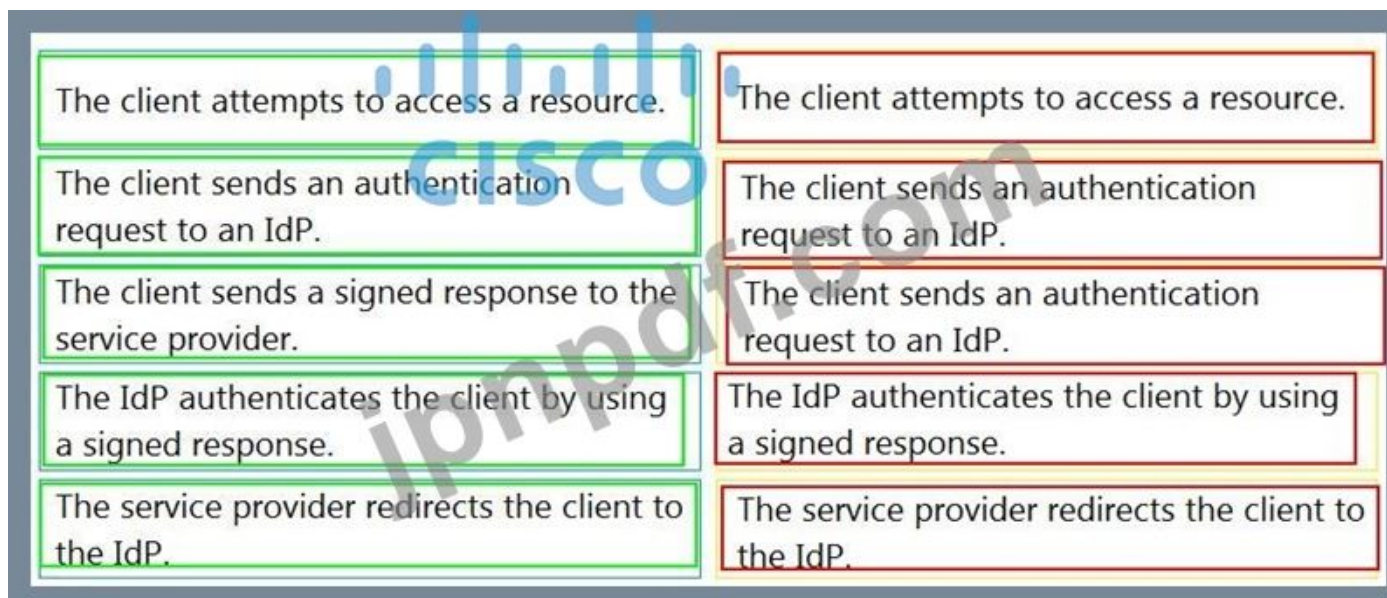 The client attempts to access a resource.
The client sends an authentication
request to an IdP.
The client sends a signed response to the
service provider.
The IdP authenticates the client by using
a signed response.
The service provider redirects the client to
the IdP.
The client attempts to access a resource.
The client sends an authentication
request to an IdP.
The client sends an authentication
request to an IdP.
The IdP authenticates the client by using
a signed response.
The service provider redirects the client to
the IdP.
CISCO
jpnpdf.com